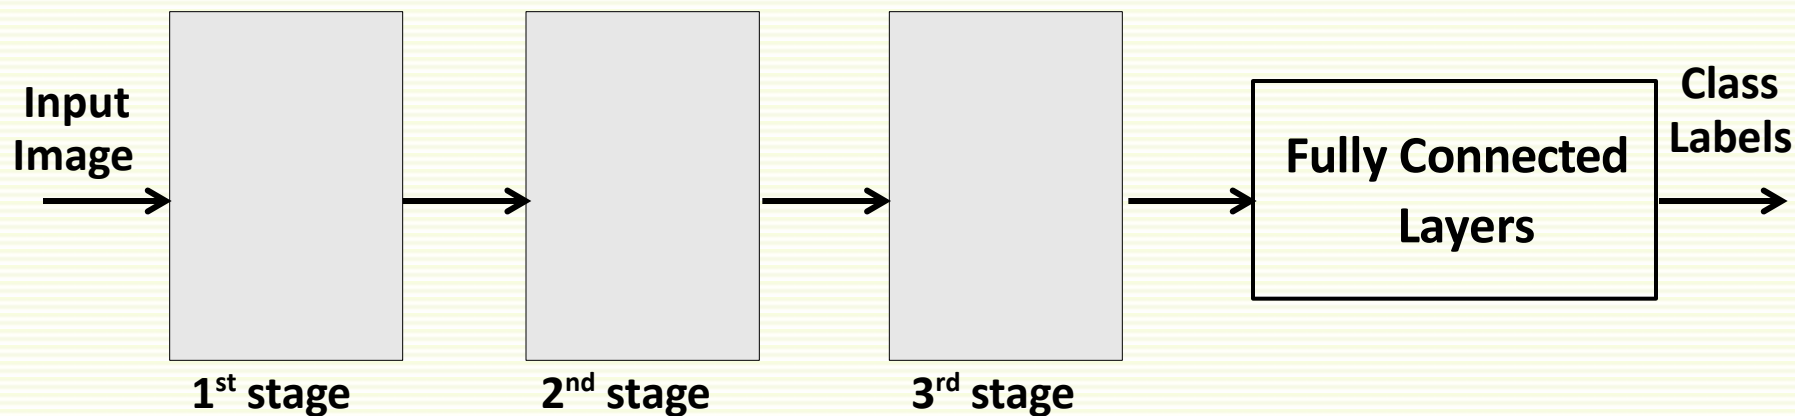 Input
Image
1st stage
2nd stage
3rd stage
Fully Connected
Layers
Class
Labels